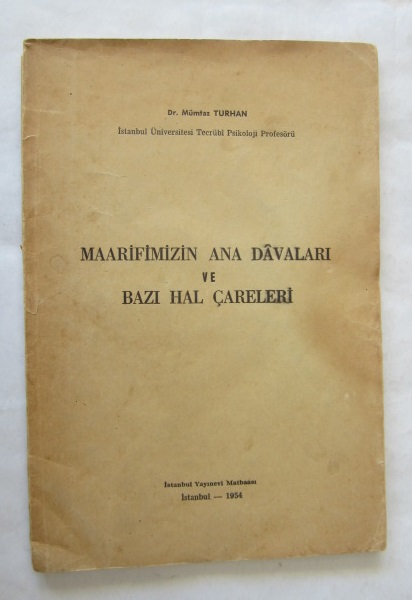 Dr. Mümtaz TURHAN
İstanbul Üniversitesi Tecrübî Psikoloji Profesörü
MAARİFİMİZİN ANA DÂVALARI
VE
BAZI HAL ÇARELERİ
İstanbul Yayınevi Matbaası
İstanbul — 1954